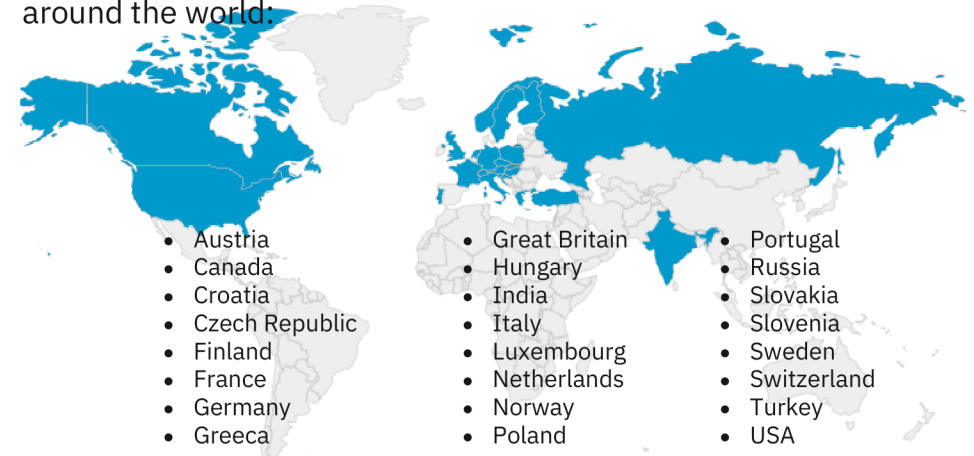 around the world:
• Austria
• Canada
• Croatia
• Czech Republic
• Finland
• France
• Germany
• Greeca
• Great Britain
• Hungary
• India
• Italy
• Luxembourg
• Netherlands
• Norway
• Poland
• Portugal
• Russia
• Slovakia
• Slovenia
• Sweden
• Switzerland
• Turkey
• USA